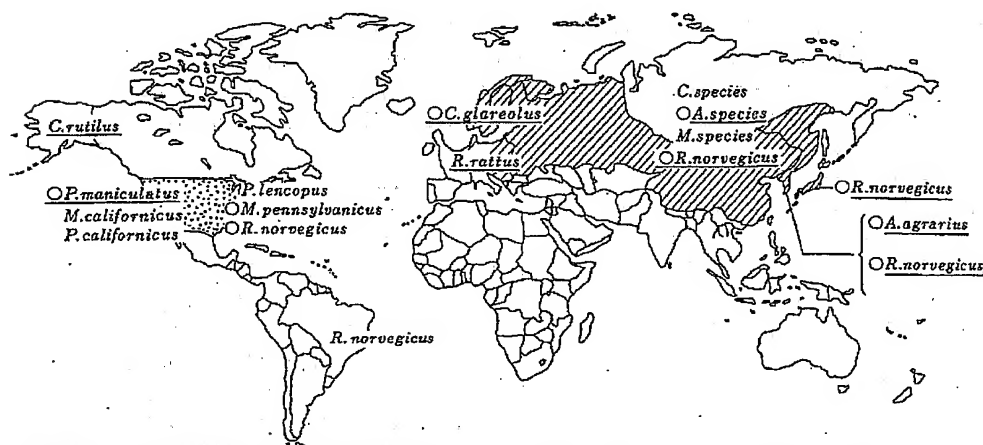 C.rutilus
○P.maniculatus
M.californicus
P.californicus
P.lencopus
○M.pennsylvanicus
○R.norvegicus
R.norvegicus
○C.glareolus
R.rattus
C.species
○A.species
M.species
○R.norvegicus
○R.norvegicus
○A.agrarius
○R.norvegicus